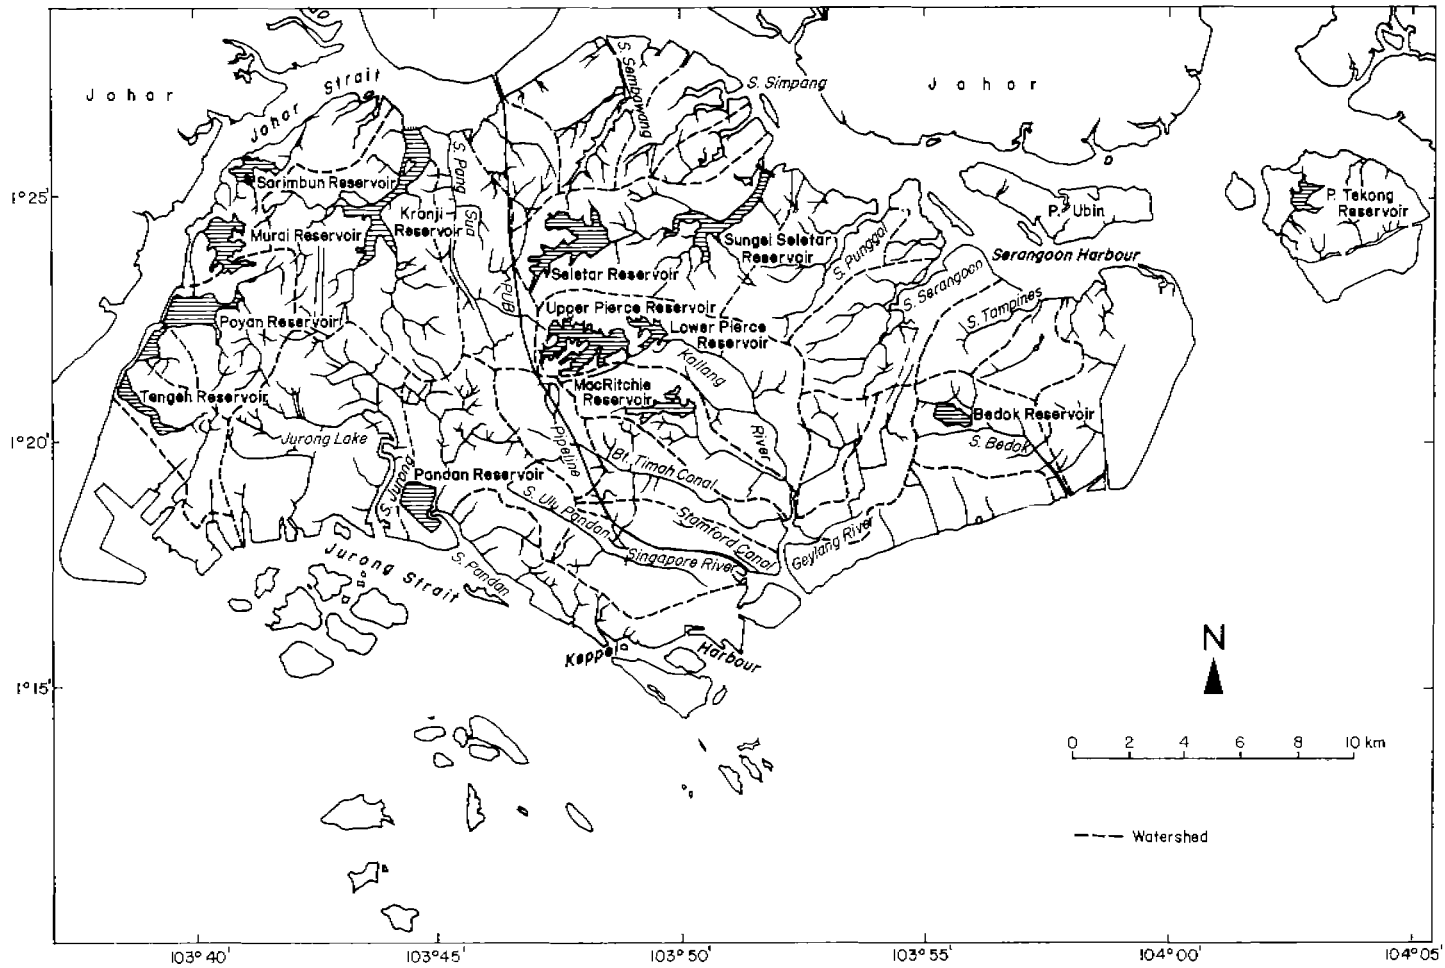 S. Sembawang
S. Simpang
Johor
Johor Strait
Johor
S. Pang Sua
Sarimbun Reservoir
1°25'
Kranji
Reservoir
P. Ubin
P. Tekong
Reservoir
Murai Reservoir
Sungei Seletar
Reservoir
S. Punggol
Serangoon Harbour
Seletar Reservoir
S. Serangoon
PUB Pipeline
Upper Pierce Reservoir
S. Tampines
Poyan Reservoir
Lower Pierce
Reservoir
Kallang River
MacRitchie
Reservoir
Tengeh Reservoir
Bedok Reservoir
1°20'
Jurong Lake
S. Bedok
Bt. Timah Canal
Pandan Reservoir
S. Jurong
S. Ulu Pandan
Stamford Canal
Geylang River
Jurong Strait
Singapore River
S. Pandan
N
Keppel Harbour
1°15'
0 2 4 6 8 10 km
Watershed
103°40' 103°45' 103°50' 103°55' 104°00' 104°05'